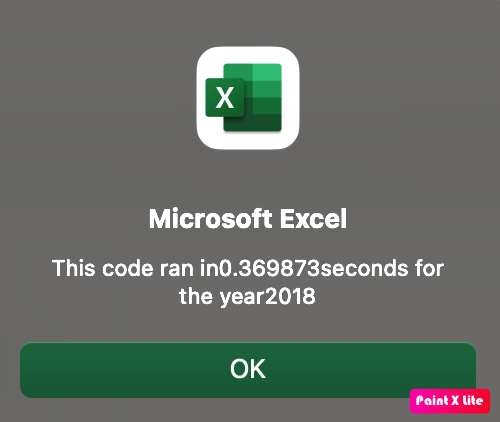 X
Microsoft Excel
This code ran in0.369873seconds for
the year2018
OK
Paint X Lite